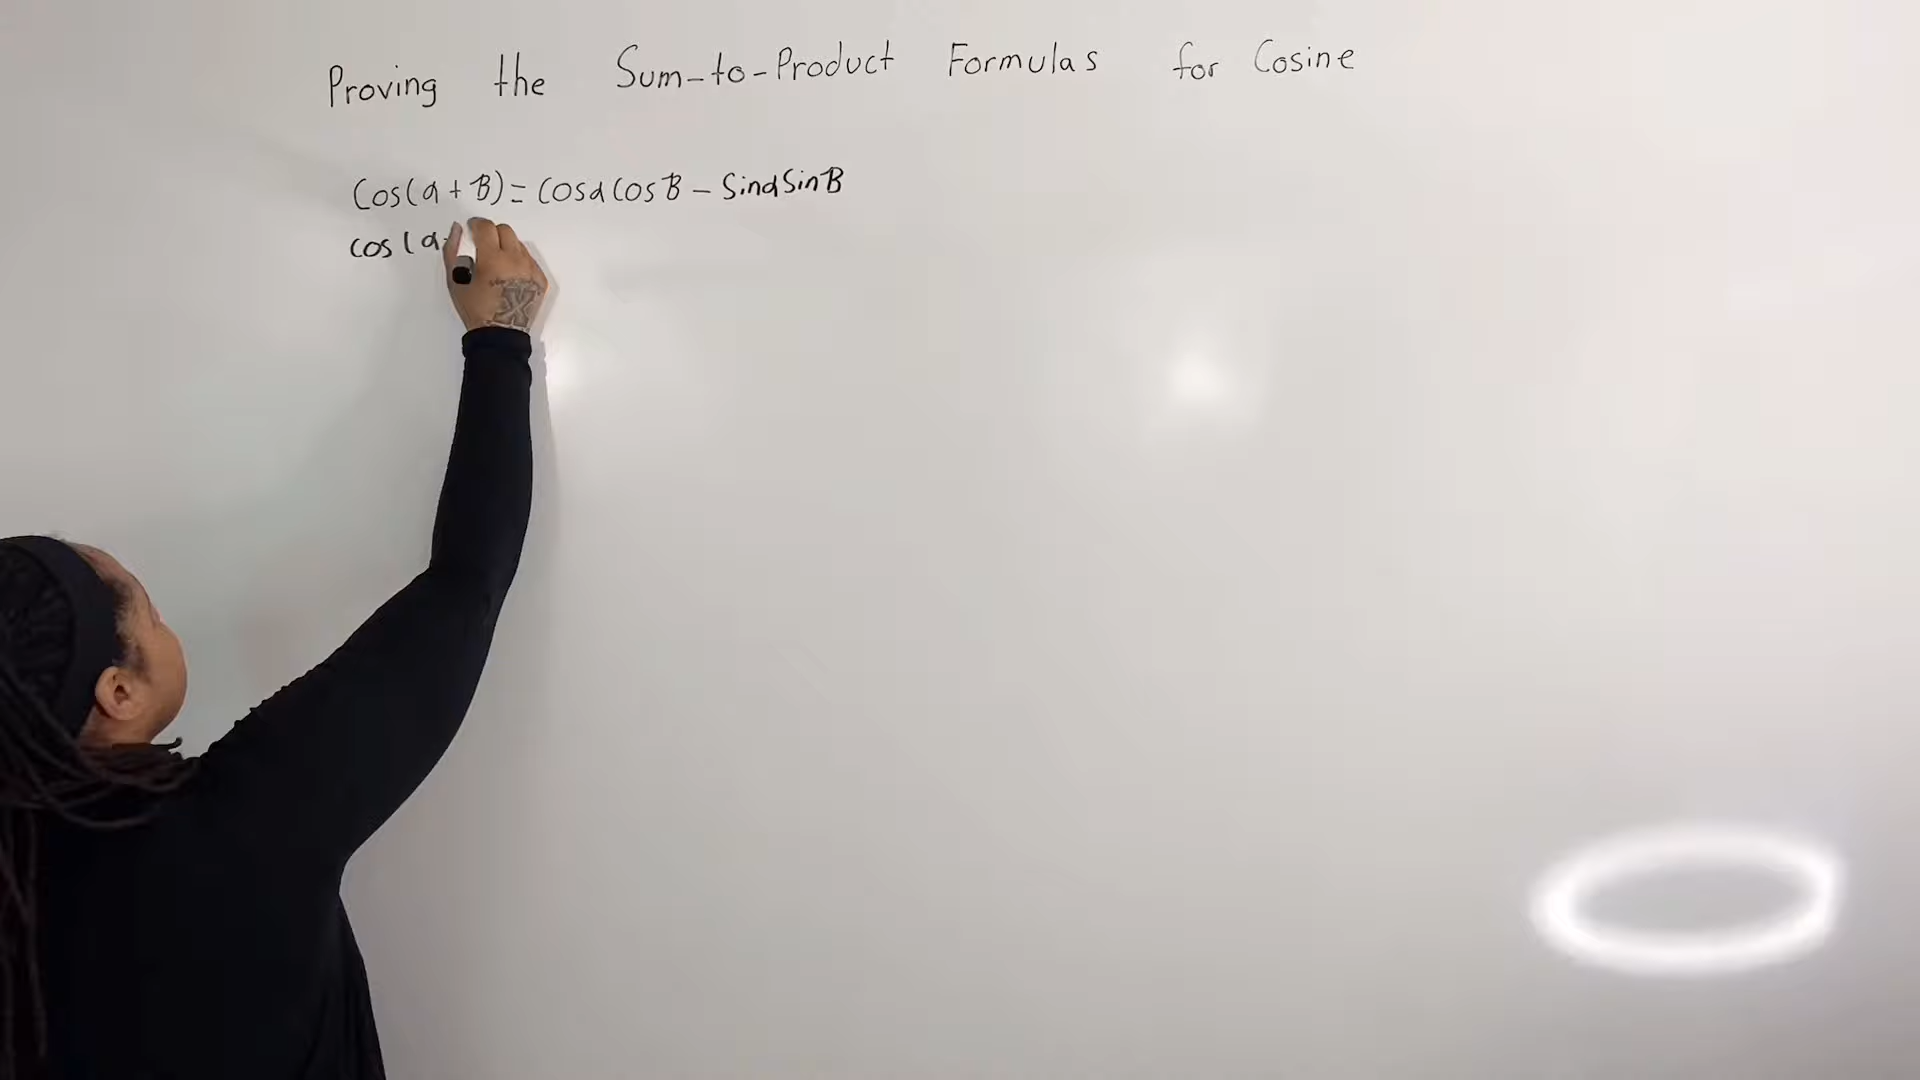 Proving the Sum-to-Product Formulas for Cosine
Cos(α + β) = Cosα Cosβ - Sinα Sinβ
Cos(α